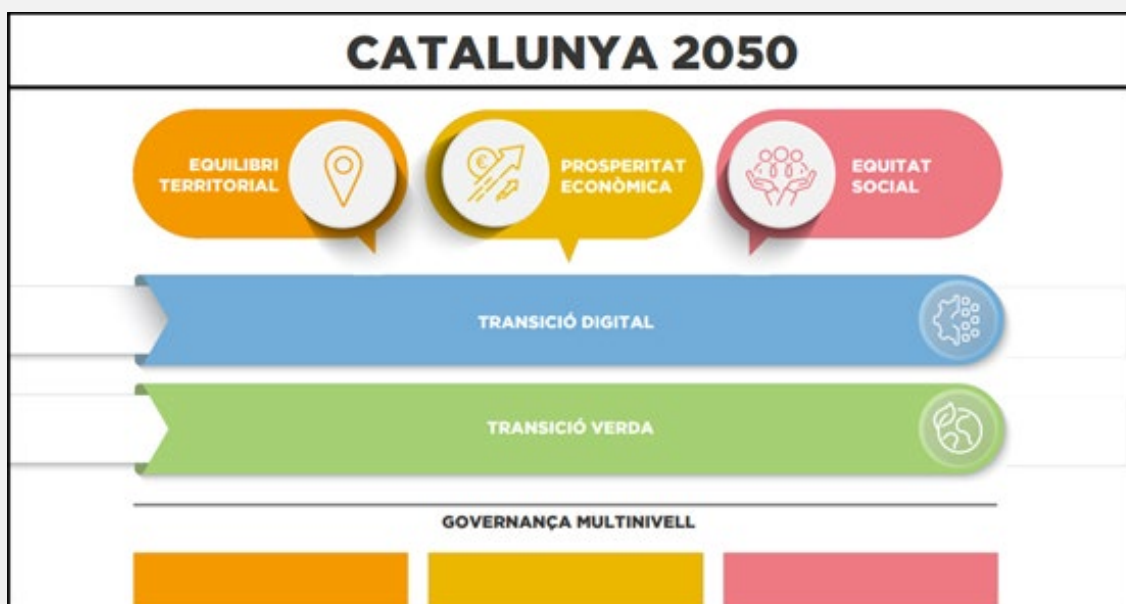 CATALUNYA 2050
EQUILIBRI
TERRITORIAL
PROSPERITAT
ECONÒMICA
EQUITAT
SOCIAL
TRANSICIÓ DIGITAL
TRANSICIÓ VERDA
GOVERNANÇA MULTINIVELL